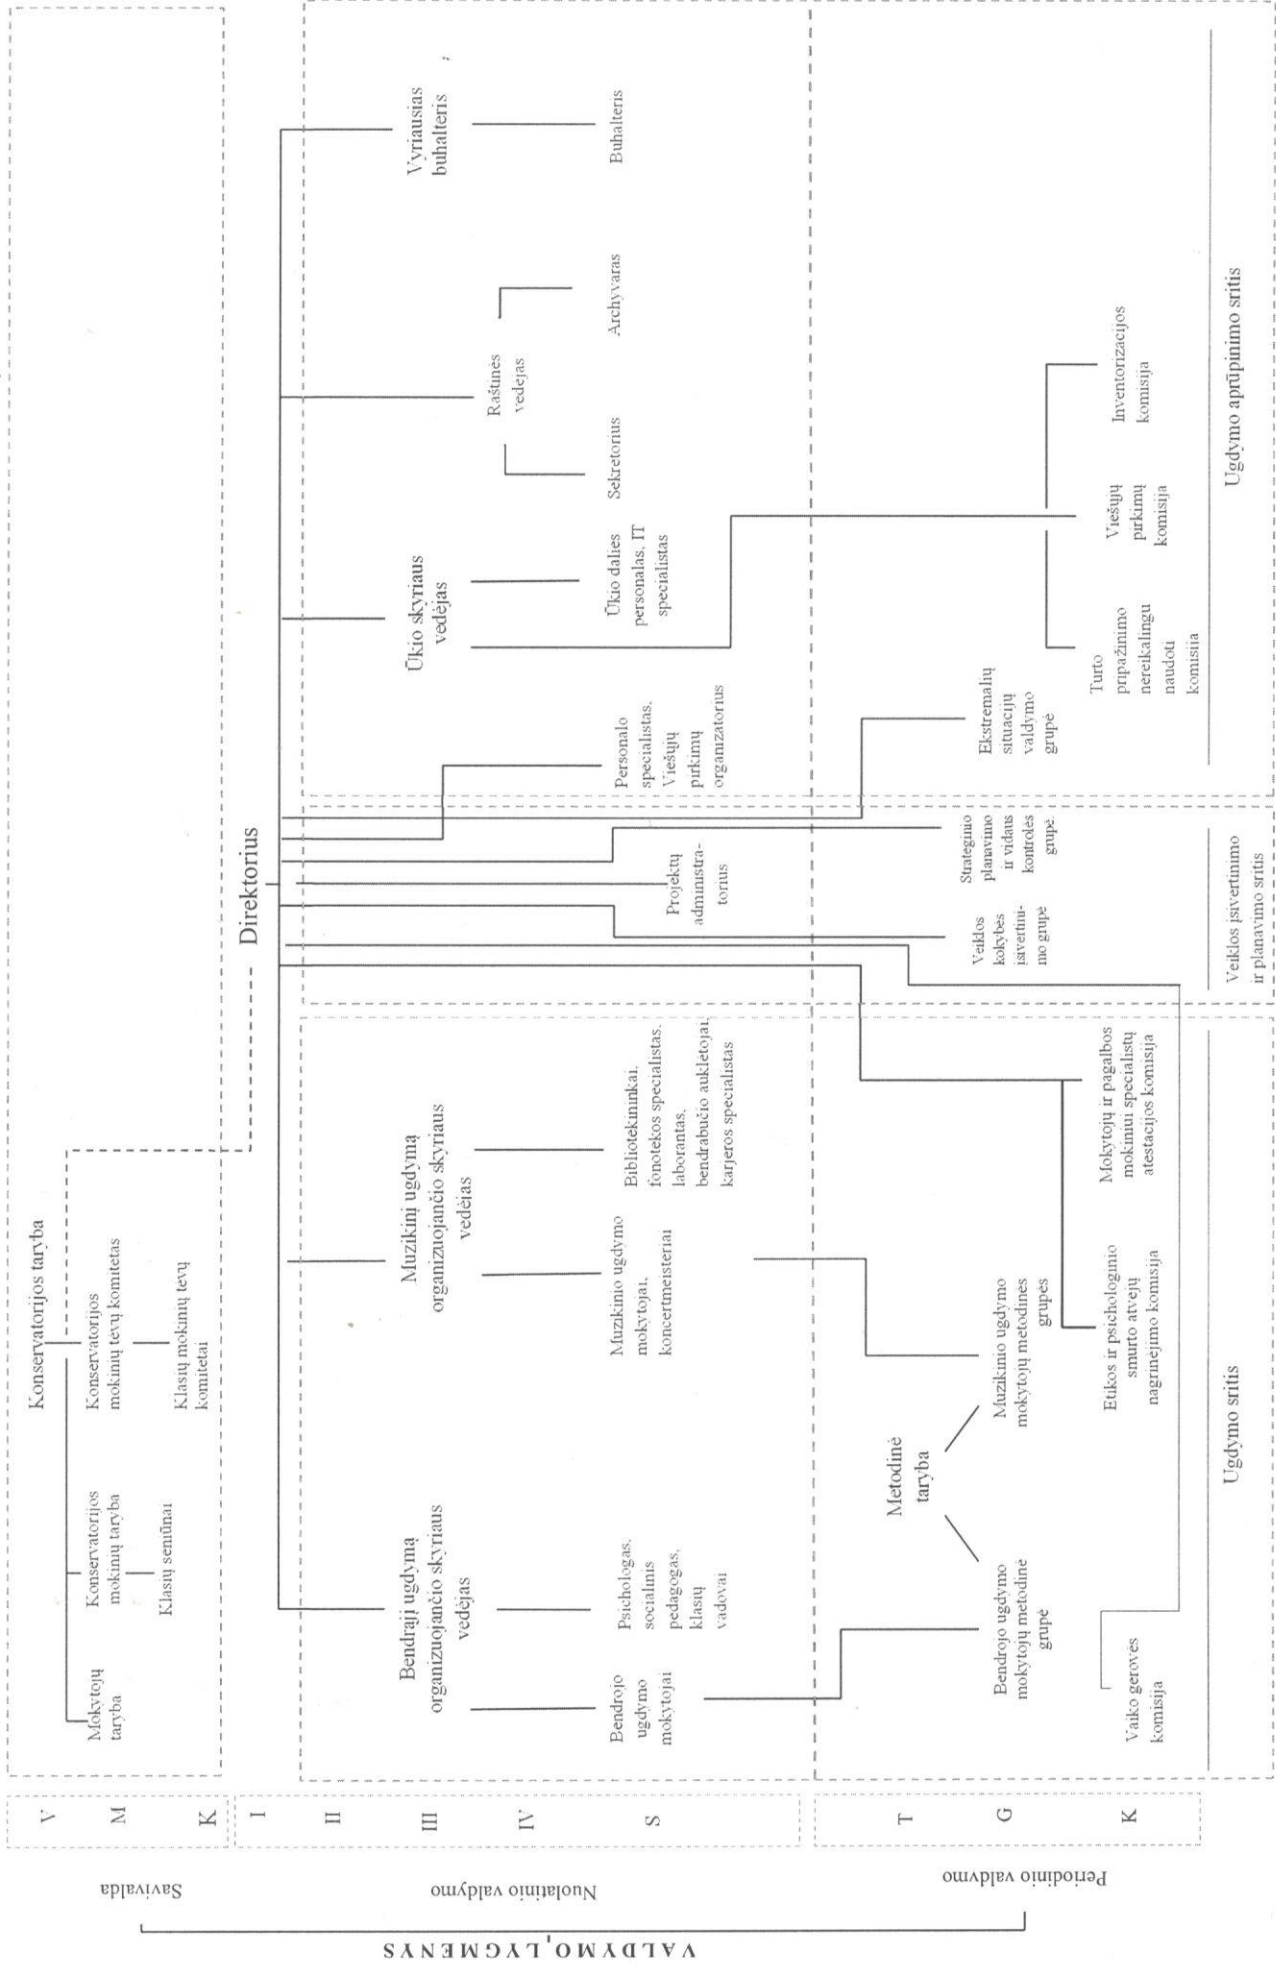 Konservatorijos taryba
Mokytojų
taryba
Konservatorijos
mokinių taryba
Konservatorijos
mokinių tėvų komitetas
Klasių seniūnai
Klasių mokinių tėvų
komitetai
Direktorius
Bendrąjį ugdymą
organizuojančio skyriaus
vedėjas
Muzikinį ugdymą
organizuojančio skyriaus
vedėjas
Ūkio skyriaus
vedėjas
Raštinės
vedėjas
Vyriausias
buhalteris
Bendrojo
ugdymo
mokytojai
Psichologas,
socialinis
pedagogas,
klasių
vadovai
Muzikinio ugdymo
mokytojai,
koncertmeisteriai
Bibliotekininkai,
fonotekos specialistas,
laborantas,
bendrabučio auklėtojai,
karjeros specialistas
Projektų
administra-
torius
Personalo
specialistas,
Viešųjų
pirkimų
organizatorius
Ūkio dalies
personalas, IT
specialistas
Sekretorius
Archyvaras
Buhalteris
Metodinė
taryba
Bendrojo ugdymo
mokytojų metodinė
grupė
Muzikinio ugdymo
mokytojų metodinės
grupės
Veiklos
kokybės
įsivertini-
mo grupė
Strateginio
planavimo
ir vidaus
kontrolės
grupė
Ekstremalių
situacijų
valdymo
grupė
Vaiko gerovės
komisija
Etikos ir psichologinio
smurto atvejų
nagrinėjimo komisija
Mokytojų ir pagalbos
mokiniui specialistų
atestacijos komisija
Turto
pripažinimo
nereikalingu
naudoti
komisija
Viešųjų
pirkimų
komisija
Inventorizacijos
komisija
Ugdymo sritis
Veiklos įsivertinimo
ir planavimo sritis
Ugdymo aprūpinimo sritis
V
M
K
I
II
III
IV
S
T
G
K
Savivalda
Nuolatinio valdymo
Periodinio valdymo
VALDYMO LYGMENYS